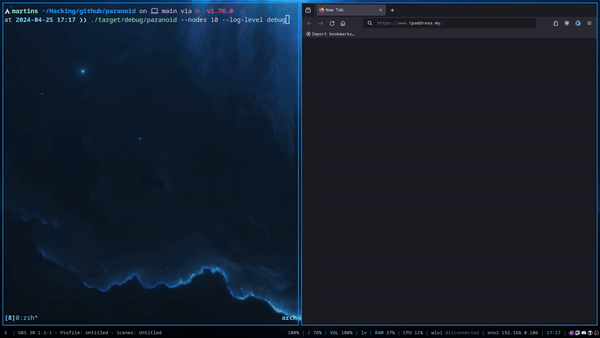 martins ~/Hacking/github/paranoid on main via v1.76.0
at 2024-04-25 17:17 ❯❯ ./target/debug/paranoid --nodes 10 --log-level debug
[8]0:zsh*
arch
New Tab
https://www.ipaddress.my/
Import bookmarks…
3 | OBS 30.1.1-1 - Profile: Untitled - Scenes: Untitled
100% | / 76% | VOL 100% | lv | RAM 37% | CPU 11% | wlo1 disconnected | eno2 192.168.0.106 | 17:17 |